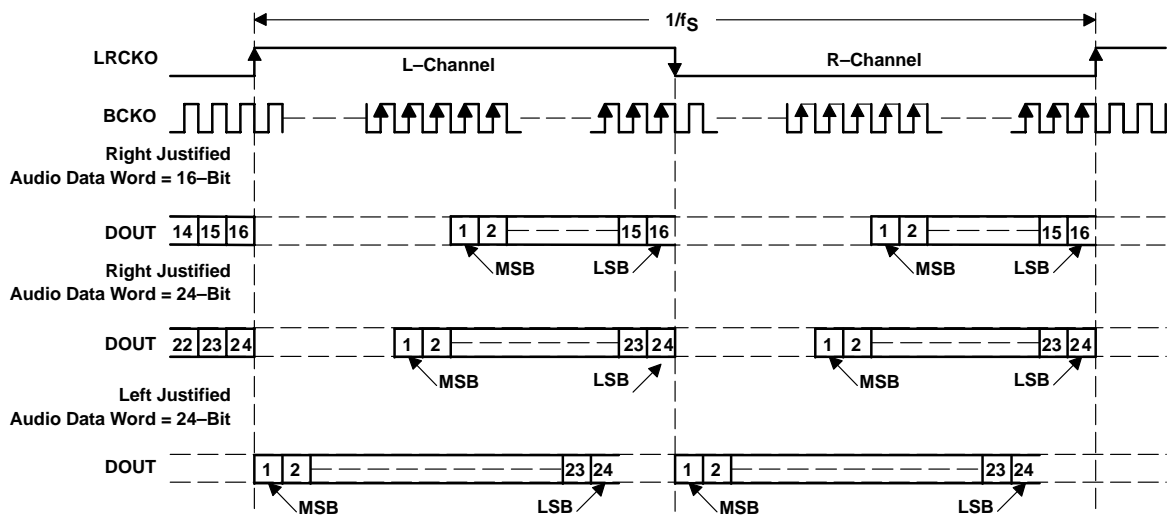 1/fS
LRCKO
L–Channel
R–Channel
BCKO
Right Justified
Audio Data Word = 16–Bit
DOUT 14 15 16 1 2 15 16 1 2 15 16
MSB LSB MSB LSB
Right Justified
Audio Data Word = 24–Bit
DOUT 22 23 24 1 2 23 24 1 2 23 24
MSB LSB MSB LSB
Left Justified
Audio Data Word = 24–Bit
DOUT 1 2 23 24 1 2 23 24
MSB LSB MSB LSB